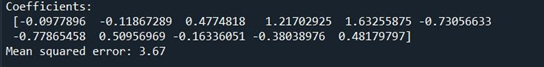 Coefficients:
[-0.0977896  -0.11867289  0.4774818   1.21702925  1.63255875 -0.73056633
-0.77865458  0.50956969 -0.16336051 -0.38038976  0.48179797]
Mean squared error: 3.67